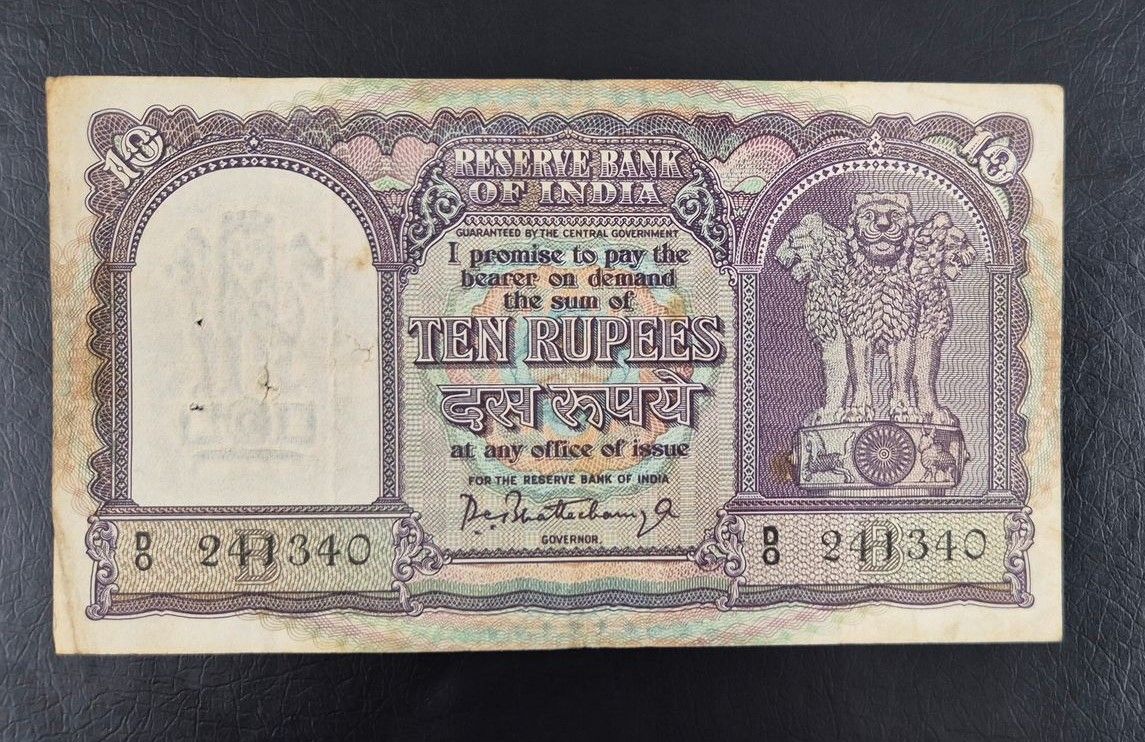 10
10
RESERVE BANK
OF INDIA
GUARANTEED BY THE CENTRAL GOVERNMENT
I promise to pay the
bearer on demand
the sum of
TEN RUPEES
दस रुपये
at any office of issue
FOR THE RESERVE BANK OF INDIA
P.C. Bhattacharyya
GOVERNOR.
D/0 241340
B
D/0 241340
B